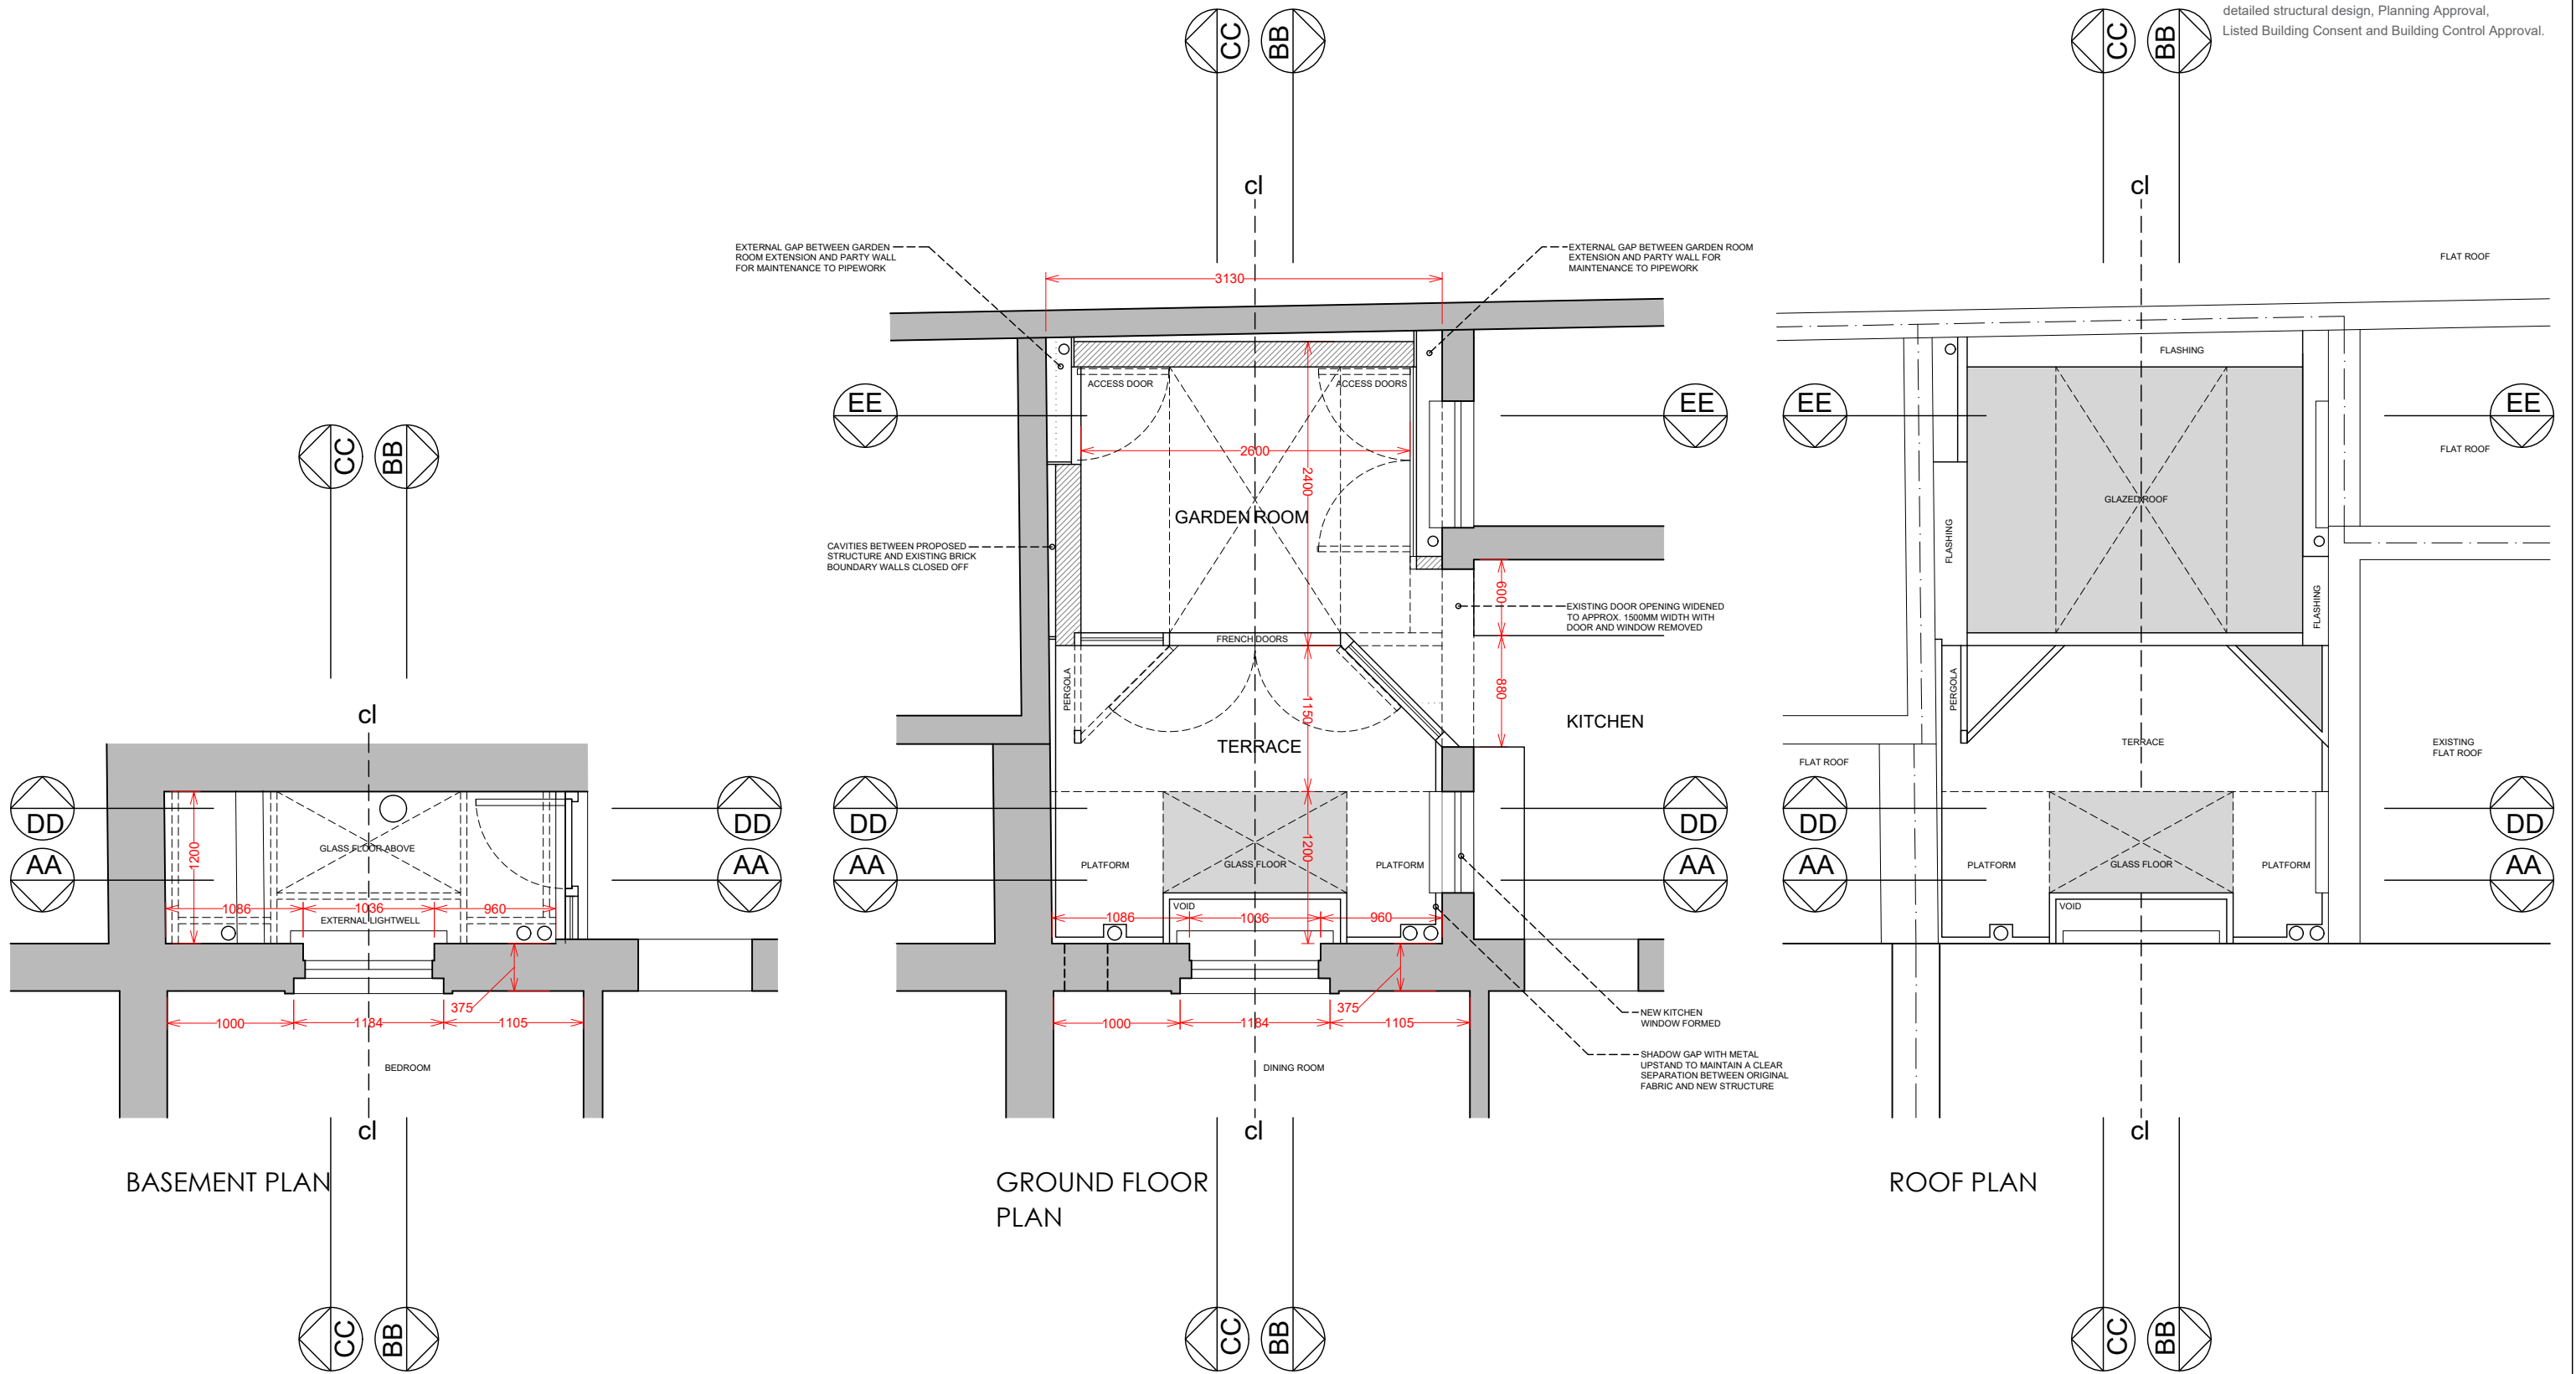 detailed structural design, Planning Approval,
Listed Building Consent and Building Control Approval.
CC
BB
cl
1200
GLASS FLOOR ABOVE
1086
1036
960
EXTERNAL LIGHTWELL
375
1000
1184
1105
BEDROOM
DD
AA
DD
AA
cl
CC
BB
BASEMENT PLAN
CC
BB
cl
EXTERNAL GAP BETWEEN GARDEN
ROOM EXTENSION AND PARTY WALL
FOR MAINTENANCE TO PIPEWORK
EXTERNAL GAP BETWEEN GARDEN ROOM
EXTENSION AND PARTY WALL FOR
MAINTENANCE TO PIPEWORK
3130
ACCESS DOOR
ACCESS DOORS
EE
EE
2600
2400
GARDEN ROOM
CAVITIES BETWEEN PROPOSED
STRUCTURE AND EXISTING BRICK
BOUNDARY WALLS CLOSED OFF
600
EXISTING DOOR OPENING WIDENED
TO APPROX. 1500MM WIDTH WITH
DOOR AND WINDOW REMOVED
FRENCH DOORS
PERGOLA
1150
880
KITCHEN
TERRACE
DD
DD
1200
AA
AA
PLATFORM
GLASS FLOOR
PLATFORM
VOID
1086
1036
960
375
1000
1184
1105
NEW KITCHEN
WINDOW FORMED
SHADOW GAP WITH METAL
UPSTAND TO MAINTAIN A CLEAR
SEPARATION BETWEEN ORIGINAL
FABRIC AND NEW STRUCTURE
DINING ROOM
cl
GROUND FLOOR
PLAN
CC
BB
CC
BB
cl
FLAT ROOF
FLASHING
EE
EE
FLAT ROOF
GLAZED ROOF
FLASHING
FLASHING
PERGOLA
TERRACE
EXISTING
FLAT ROOF
FLAT ROOF
DD
DD
AA
AA
PLATFORM
GLASS FLOOR
PLATFORM
VOID
cl
ROOF PLAN
CC
BB